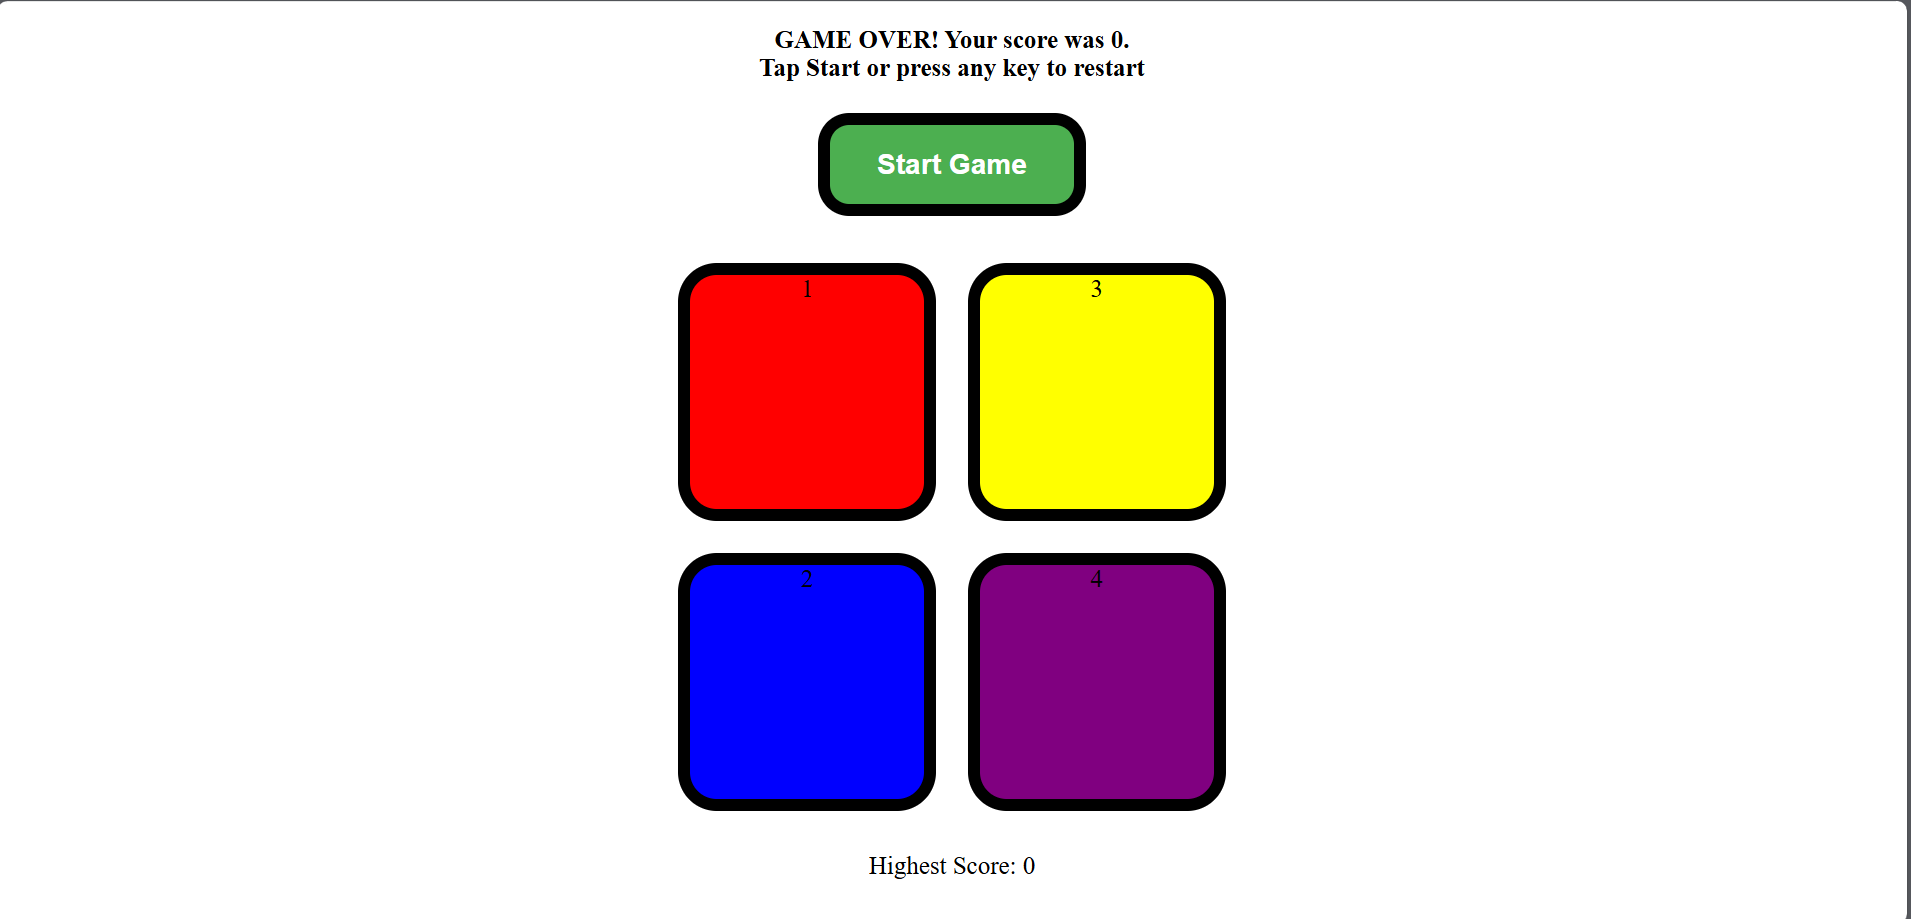 GAME OVER! Your score was 0.
Tap Start or press any key to restart
Start Game
1
3
2
4
Highest Score: 0